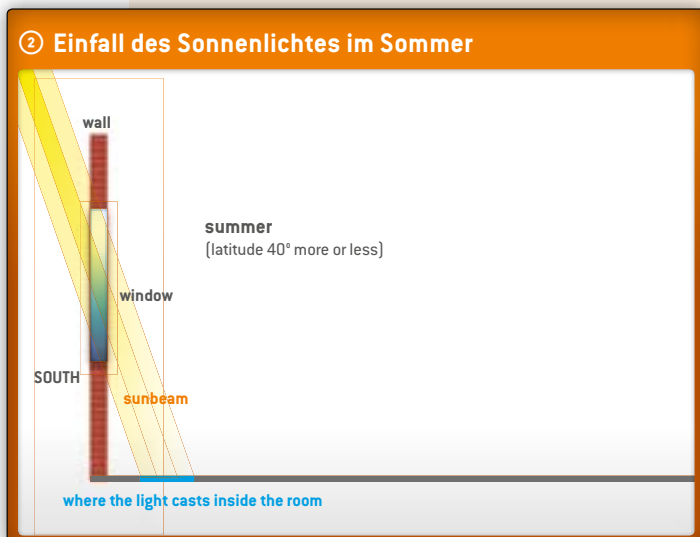 2 Einfall des Sonnenlichtes im Sommer
wall
summer
(latitude 40° more or less)
window
SOUTH
sunbeam
where the light casts inside the room